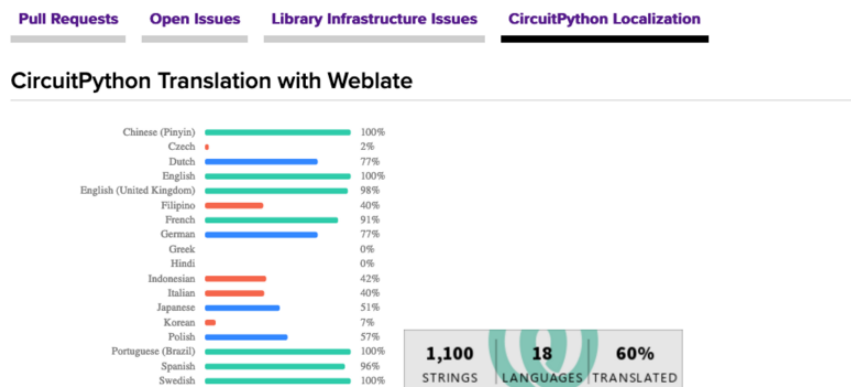 Pull Requests Open Issues Library Infrastructure Issues CircuitPython Localization
CircuitPython Translation with Weblate
Chinese (Pinyin) 100%
Czech 2%
Dutch 77%
English 100%
English (United Kingdom) 98%
Filipino 40%
French 91%
German 77%
Greek 0%
Hindi 0%
Indonesian 42%
Italian 40%
Japanese 51%
Korean 7%
Polish 57%
Portuguese (Brazil) 100%
Spanish 96%
Swedish 100%
1,100 18 60%
STRINGS LANGUAGES TRANSLATED